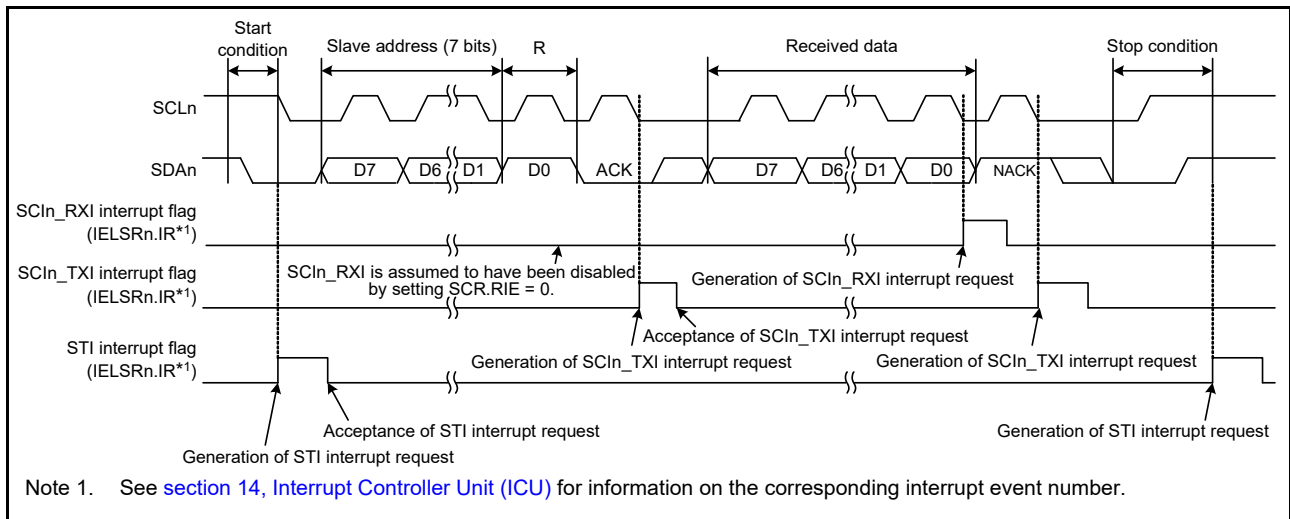 Start
condition
Slave address (7 bits)
R
Received data
Stop condition
SCLn
SDAn
D7
D6
D1
D0
ACK
D7
D6
D1
D0
NACK
SCIn_RXI interrupt flag
(IELSRn.IR*1)
SCIn_RXI is assumed to have been disabled
by setting SCR.RIE = 0.
Generation of SCIn_RXI interrupt request
SCIn_TXI interrupt flag
(IELSRn.IR*1)
Acceptance of SCIn_TXI interrupt request
Generation of SCIn_TXI interrupt request
Generation of SCIn_TXI interrupt request
STI interrupt flag
(IELSRn.IR*1)
Acceptance of STI interrupt request
Generation of STI interrupt request
Generation of STI interrupt request
Note 1. See section 14, Interrupt Controller Unit (ICU) for information on the corresponding interrupt event number.